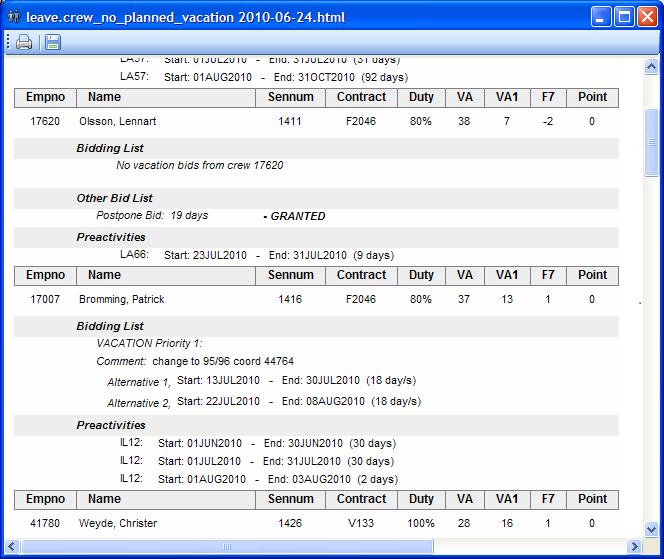 leave.crew_no_planned_vacation 2010-06-24.html
LA57: Start: 01JUL2010 - End: 31JUL2010 (31 days)
LA57: Start: 01AUG2010 - End: 31OCT2010 (92 days)
Empno Name Sennum Contract Duty VA VA1 F7 Point
17620 Olsson, Lennart 1411 F2046 80% 38 7 -2 0
Bidding List
No vacation bids from crew 17620
Other Bid List
Postpone Bid: 19 days - GRANTED
Preactivities
LA66: Start: 23JUL2010 - End: 31JUL2010 (9 days)
Empno Name Sennum Contract Duty VA VA1 F7 Point
17007 Bromming, Patrick 1416 F2046 80% 37 13 1 0
Bidding List
VACATION Priority 1:
Comment: change to 95/96 coord 44764
Alternative 1, Start: 13JUL2010 - End: 30JUL2010 (18 day/s)
Alternative 2, Start: 22JUL2010 - End: 08AUG2010 (18 day/s)
Preactivities
IL12: Start: 01JUN2010 - End: 30JUN2010 (30 days)
IL12: Start: 01JUL2010 - End: 31JUL2010 (30 days)
IL12: Start: 01AUG2010 - End: 03AUG2010 (2 days)
Empno Name Sennum Contract Duty VA VA1 F7 Point
41780 Weyde, Christer 1426 V133 100% 28 16 1 0